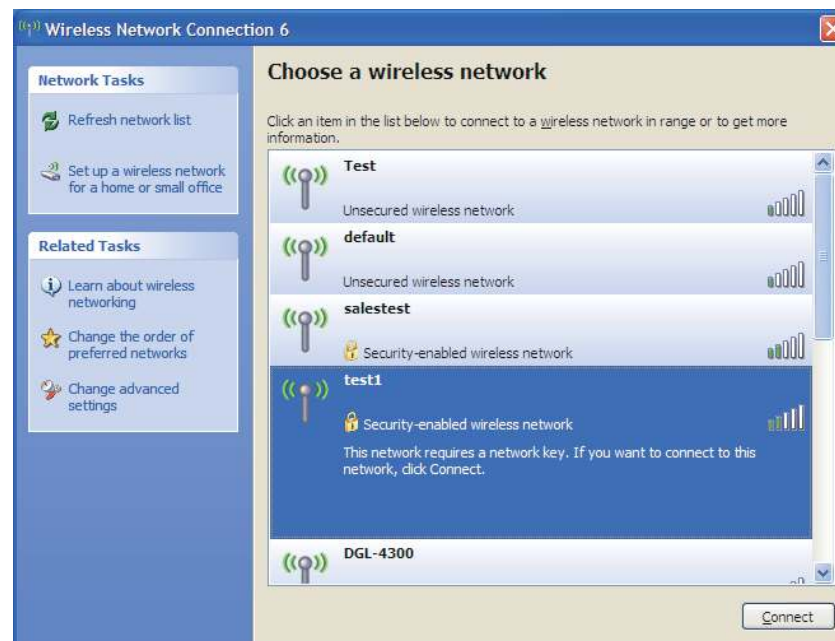 Wireless Network Connection 6
Network Tasks
Refresh network list
Set up a wireless network
for a home or small office
Related Tasks
Learn about wireless
networking
Change the order of
preferred networks
Change advanced
settings
Choose a wireless network
Click an item in the list below to connect to a wireless network in range or to get more
information.
Test
Unsecured wireless network
default
Unsecured wireless network
salestest
Security-enabled wireless network
test1
Security-enabled wireless network
This network requires a network key. If you want to connect to this
network, click Connect.
DGL-4300
Connect